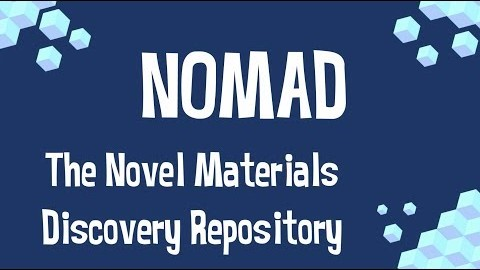 NOMAD
The Novel Materials
Discovery Repository